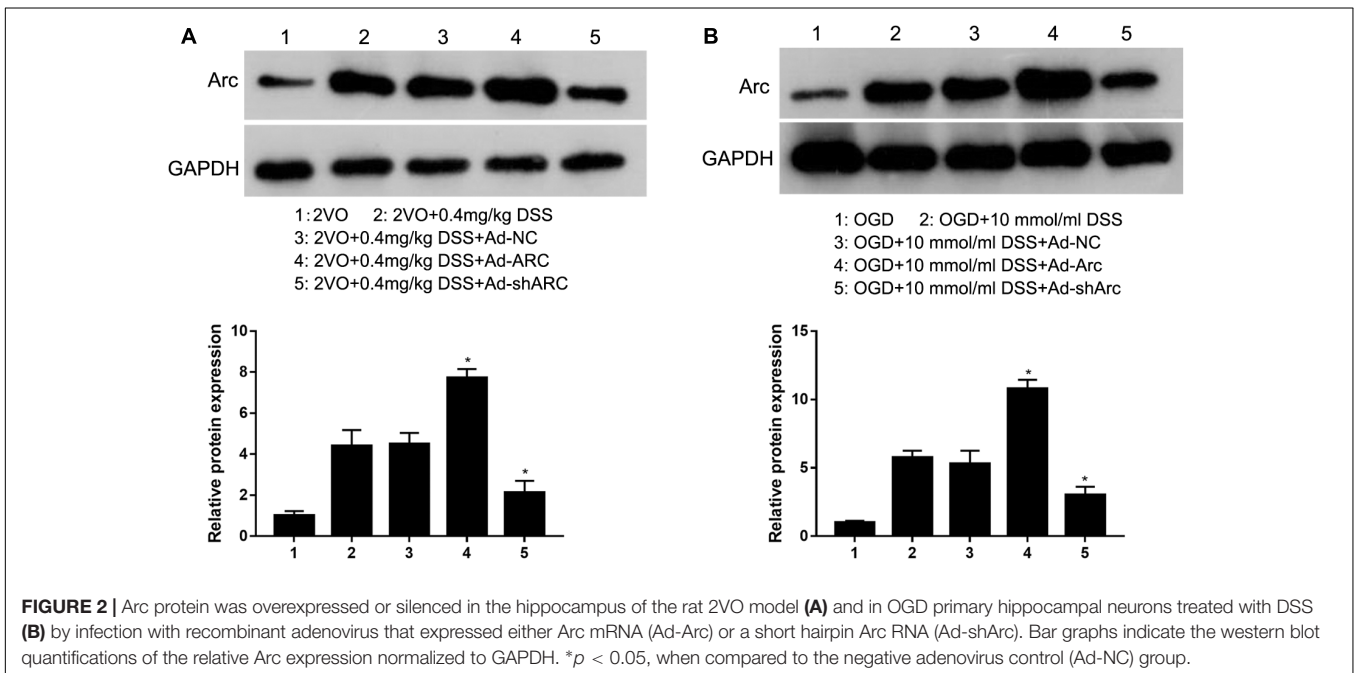 A
1 2 3 4 5
Arc
GAPDH
1: 2VO 2: 2VO+0.4mg/kg DSS
3: 2VO+0.4mg/kg DSS+Ad-NC
4: 2VO+0.4mg/kg DSS+Ad-ARC
5: 2VO+0.4mg/kg DSS+Ad-shARC
Relative protein expression
10
8
6
4
2
0
* *
1 2 3 4 5
B
1 2 3 4 5
Arc
GAPDH
1: OGD 2: OGD+10 mmol/ml DSS
3: OGD+10 mmol/ml DSS+Ad-NC
4: OGD+10 mmol/ml DSS+Ad-Arc
5: OGD+10 mmol/ml DSS+Ad-shArc
Relative protein expression
15
10
5
0
* *
1 2 3 4 5
FIGURE 2 | Arc protein was overexpressed or silenced in the hippocampus of the rat 2VO model (A) and in OGD primary hippocampal neurons treated with DSS
(B) by infection with recombinant adenovirus that expressed either Arc mRNA (Ad-Arc) or a short hairpin Arc RNA (Ad-shArc). Bar graphs indicate the western blot
quantifications of the relative Arc expression normalized to GAPDH. *p < 0.05, when compared to the negative adenovirus control (Ad-NC) group.